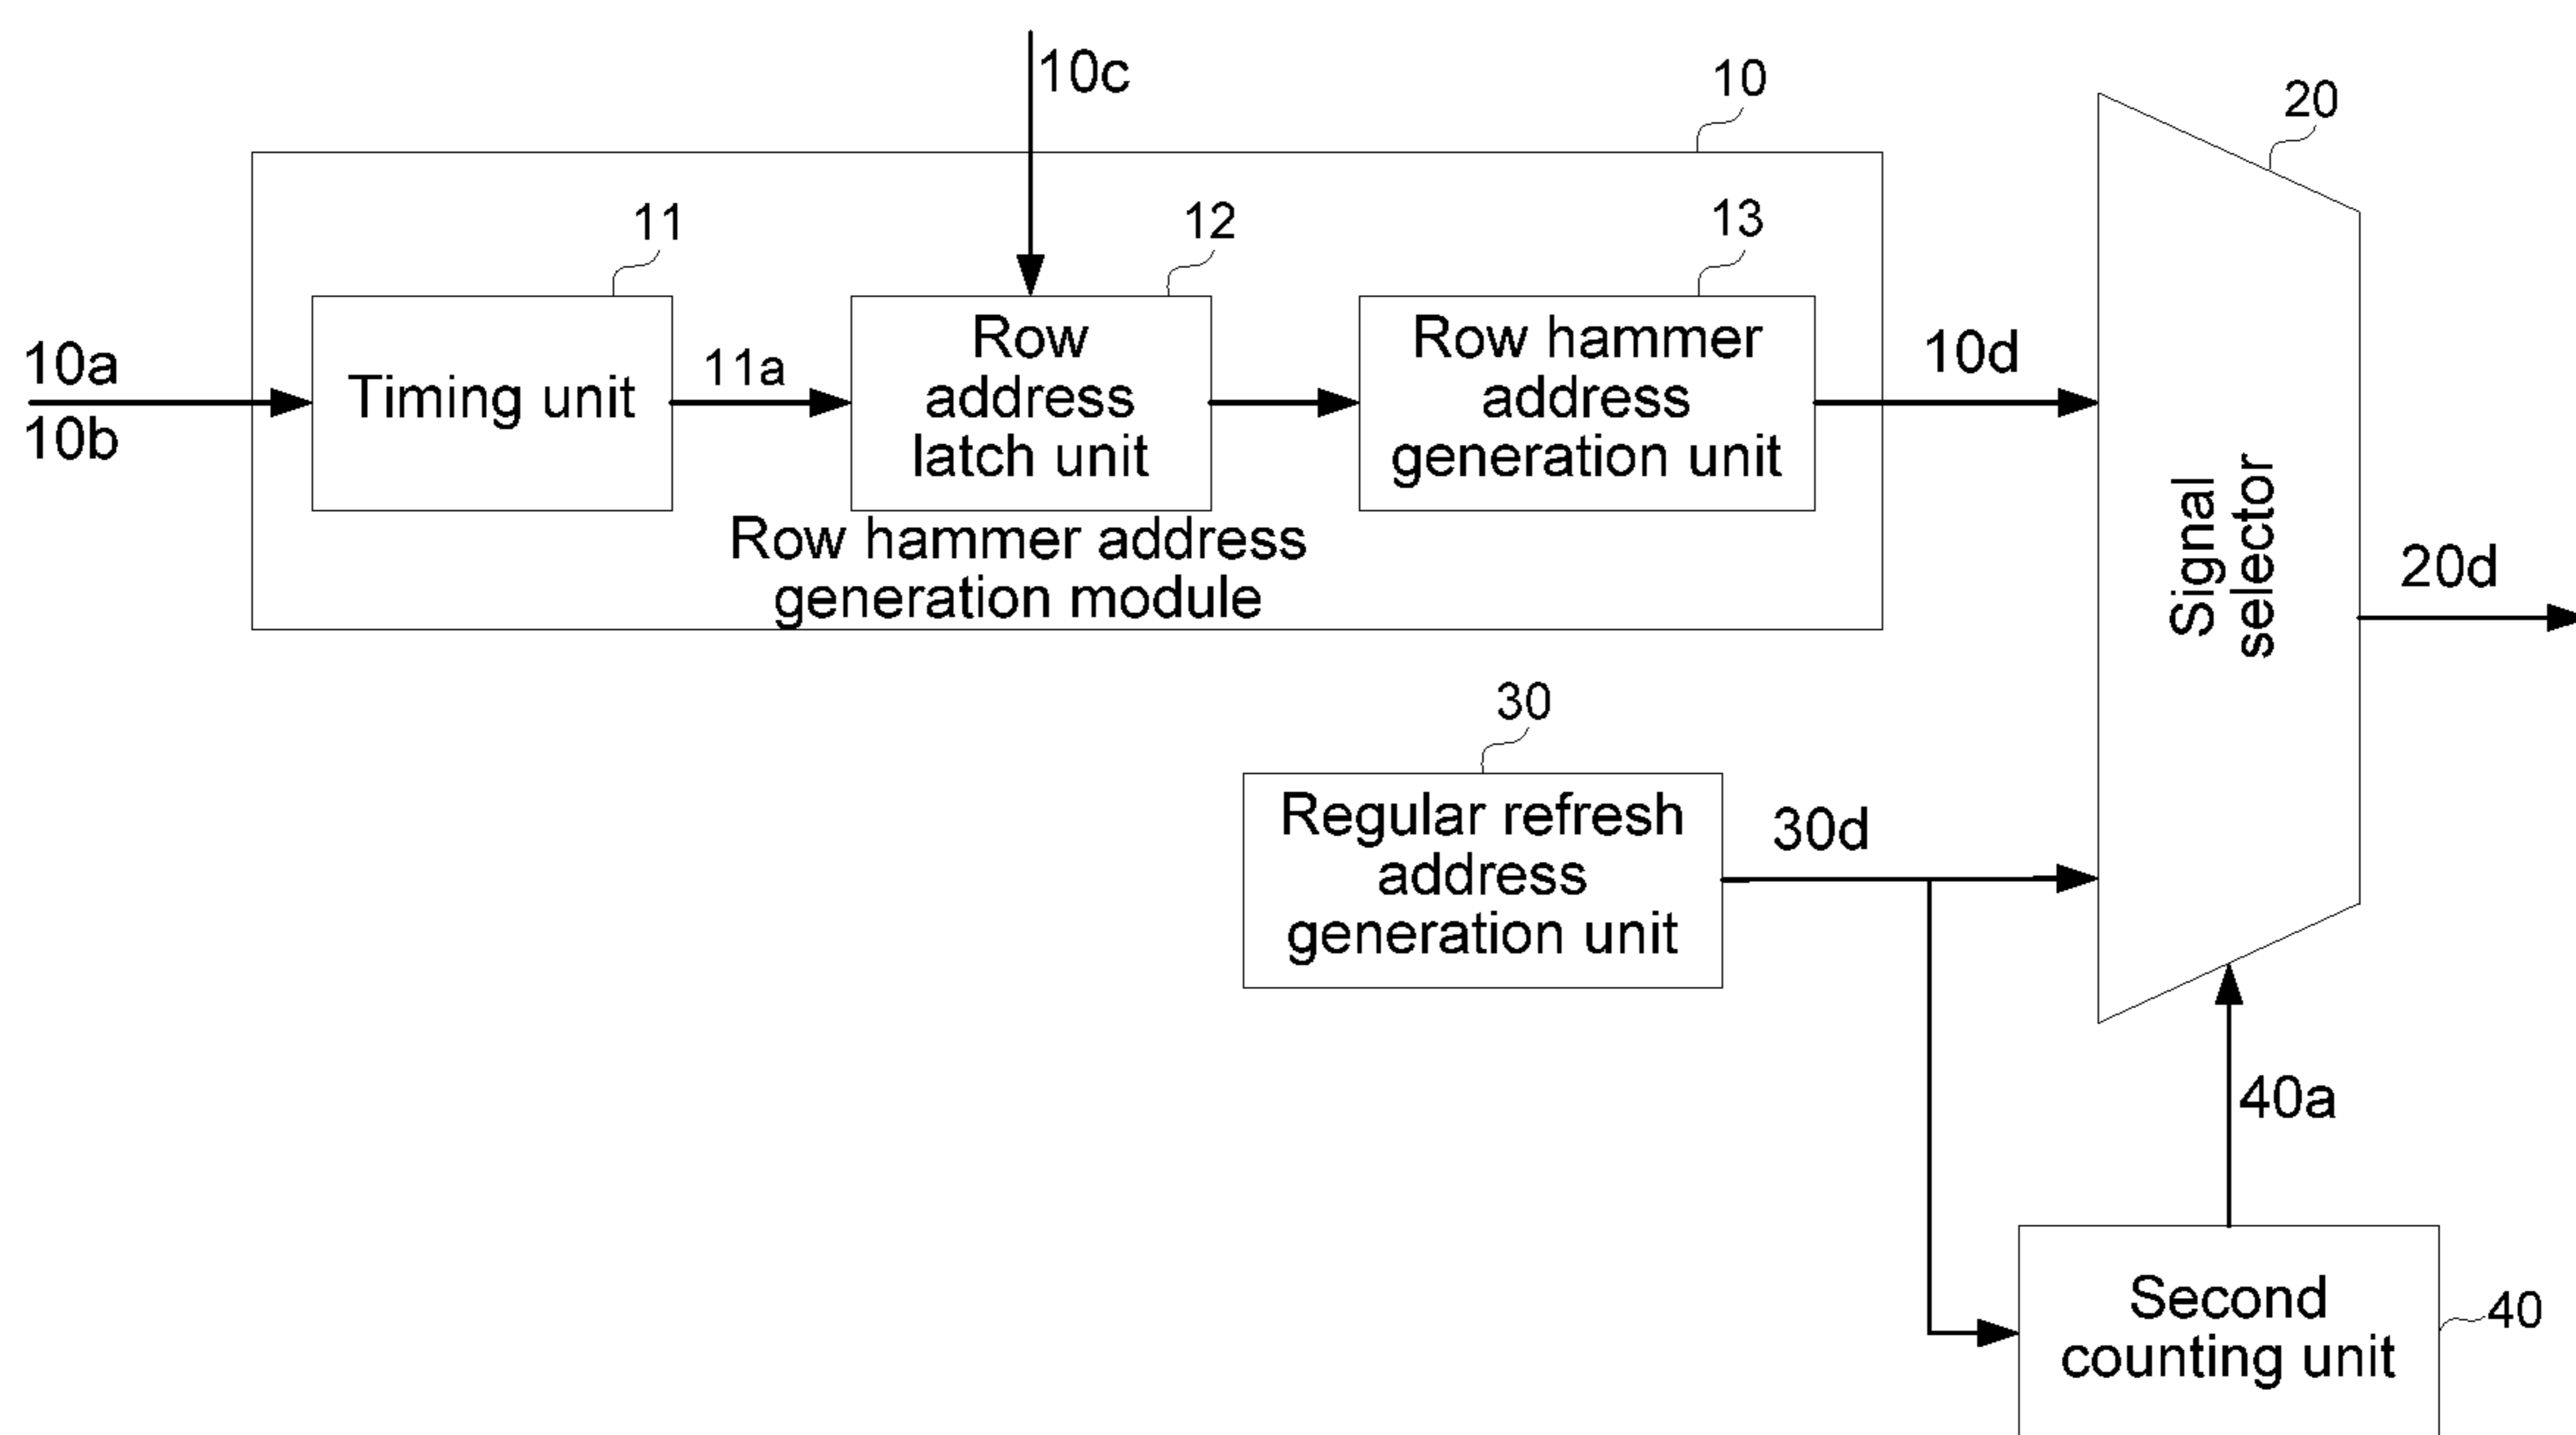 10c
10
20
11
12
13
10a
10b
Timing unit
11a
Row
address
latch unit
Row hammer
address
generation unit
10d
Row hammer address
generation module
Signal
selector
20d
30
Regular refresh
address
generation unit
30d
40a
Second
counting unit
40